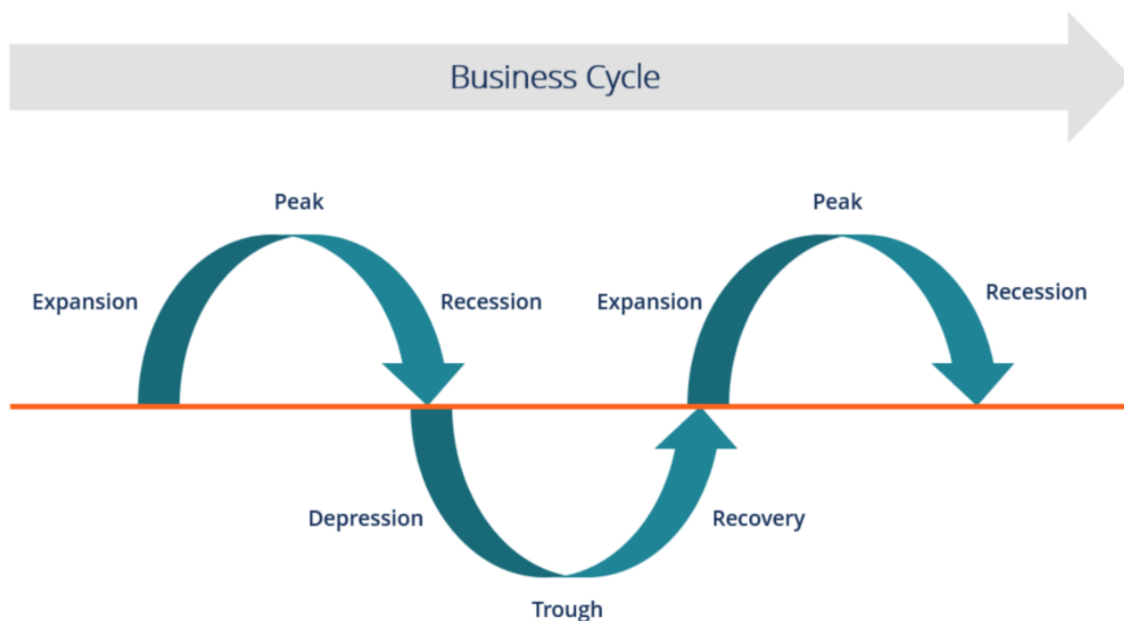 Business Cycle
Peak
Peak
Expansion
Recession
Expansion
Recession
Depression
Recovery
Trough